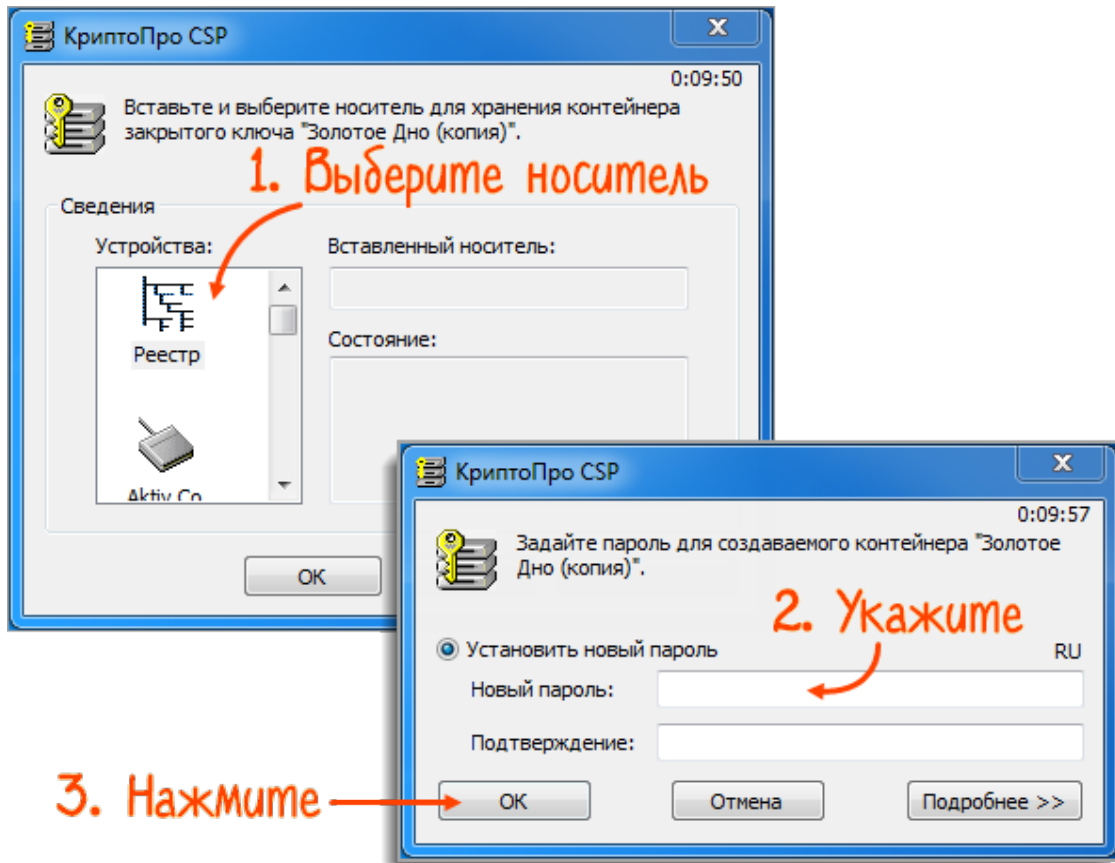 КриптоПро CSP
0:09:50
Вставьте и выберите носитель для хранения контейнера
закрытого ключа "Золотое Дно (копия)".
1. Выберите носитель
Сведения
Устройства:
Вставленный носитель:
Реестр
Состояние:
Aktiv Co
OK
КриптоПро CSP
0:09:57
Задайте пароль для создаваемого контейнера "Золотое
Дно (копия)".
2. Укажите
Установить новый пароль
RU
Новый пароль:
Подтверждение:
3. Нажмите
OK
Отмена
Подробнее >>